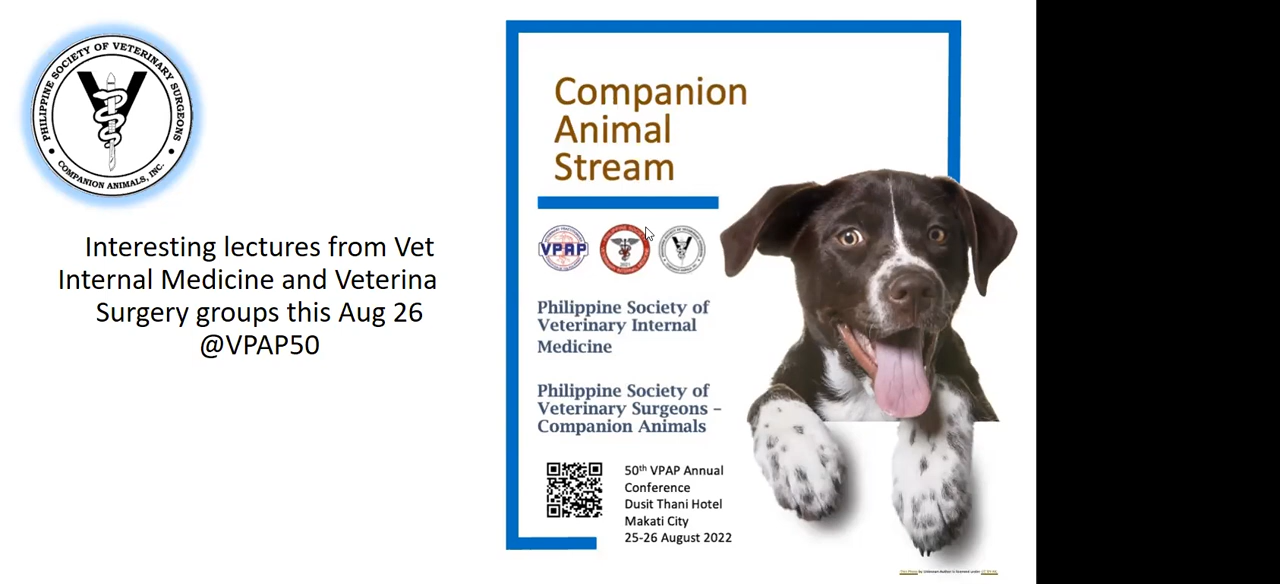 PHILIPPINE SOCIETY OF VETERINARY SURGEONS
COMPANION ANIMALS, INC.
Interesting lectures from Vet
Internal Medicine and Veterina
Surgery groups this Aug 26
@VPAP50
Companion
Animal
Stream
VPAP
Philippine Society of
Veterinary Internal
Medicine
Philippine Society of
Veterinary Surgeons –
Companion Animals
50th VPAP Annual
Conference
Dusit Thani Hotel
Makati City
25-26 August 2022